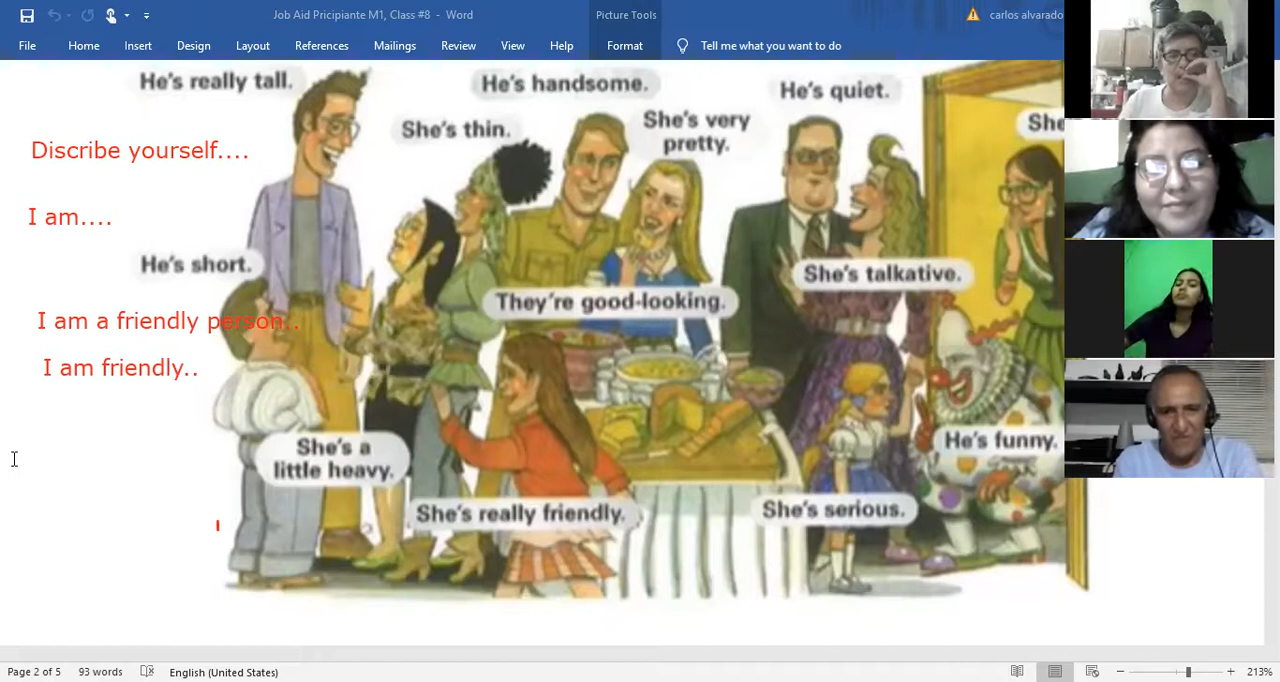 Job Aid Pricipiante M1, Class #8 - Word
Picture Tools
carlos alvarado
File Home Insert Design Layout References Mailings Review View Help Format Tell me what you want to do
He's really tall.
He's handsome.
He's quiet.
She's thin.
She's very
pretty.
She
Discribe yourself....
I am....
He's short.
She's talkative.
They're good-looking.
I am a friendly person..
I am friendly..
She's a
little heavy.
He's funny.
She's really friendly.
She's serious.
Page 2 of 5 93 words English (United States) 213%